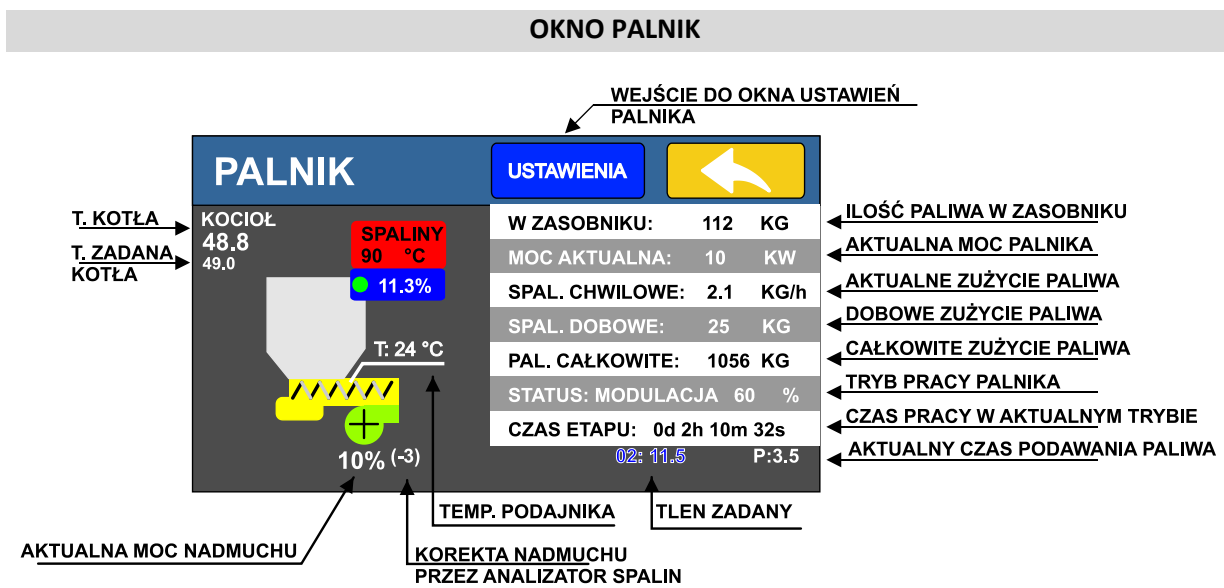 OKNO PALNIK
WEJŚCIE DO OKNA USTAWIEŃ
PALNIKA
PALNIK
USTAWIENIA
T. KOTŁA
T. ZADANA
KOTŁA
KOCIOŁ
48.8
49.0
SPALINY
90 °C
11.3%
T: 24 °C
10% (-3)
W ZASOBNIKU: 112 KG
MOC AKTUALNA: 10 KW
SPAL. CHWILOWE: 2.1 KG/h
SPAL. DOBOWE: 25 KG
PAL. CAŁKOWITE: 1056 KG
STATUS: MODULACJA 60 %
CZAS ETAPU: 0d 2h 10m 32s
02: 11.5 P:3.5
ILOŚĆ PALIWA W ZASOBNIKU
AKTUALNA MOC PALNIKA
AKTUALNE ZUŻYCIE PALIWA
DOBOWE ZUŻYCIE PALIWA
CAŁKOWITE ZUŻYCIE PALIWA
TRYB PRACY PALNIKA
CZAS PRACY W AKTUALNYM TRYBIE
AKTUALNY CZAS PODAWANIA PALIWA
TEMP. PODAJNIKA
TLEN ZADANY
AKTUALNA MOC NADMUCHU
KOREKTA NADMUCHU
PRZEZ ANALIZATOR SPALIN